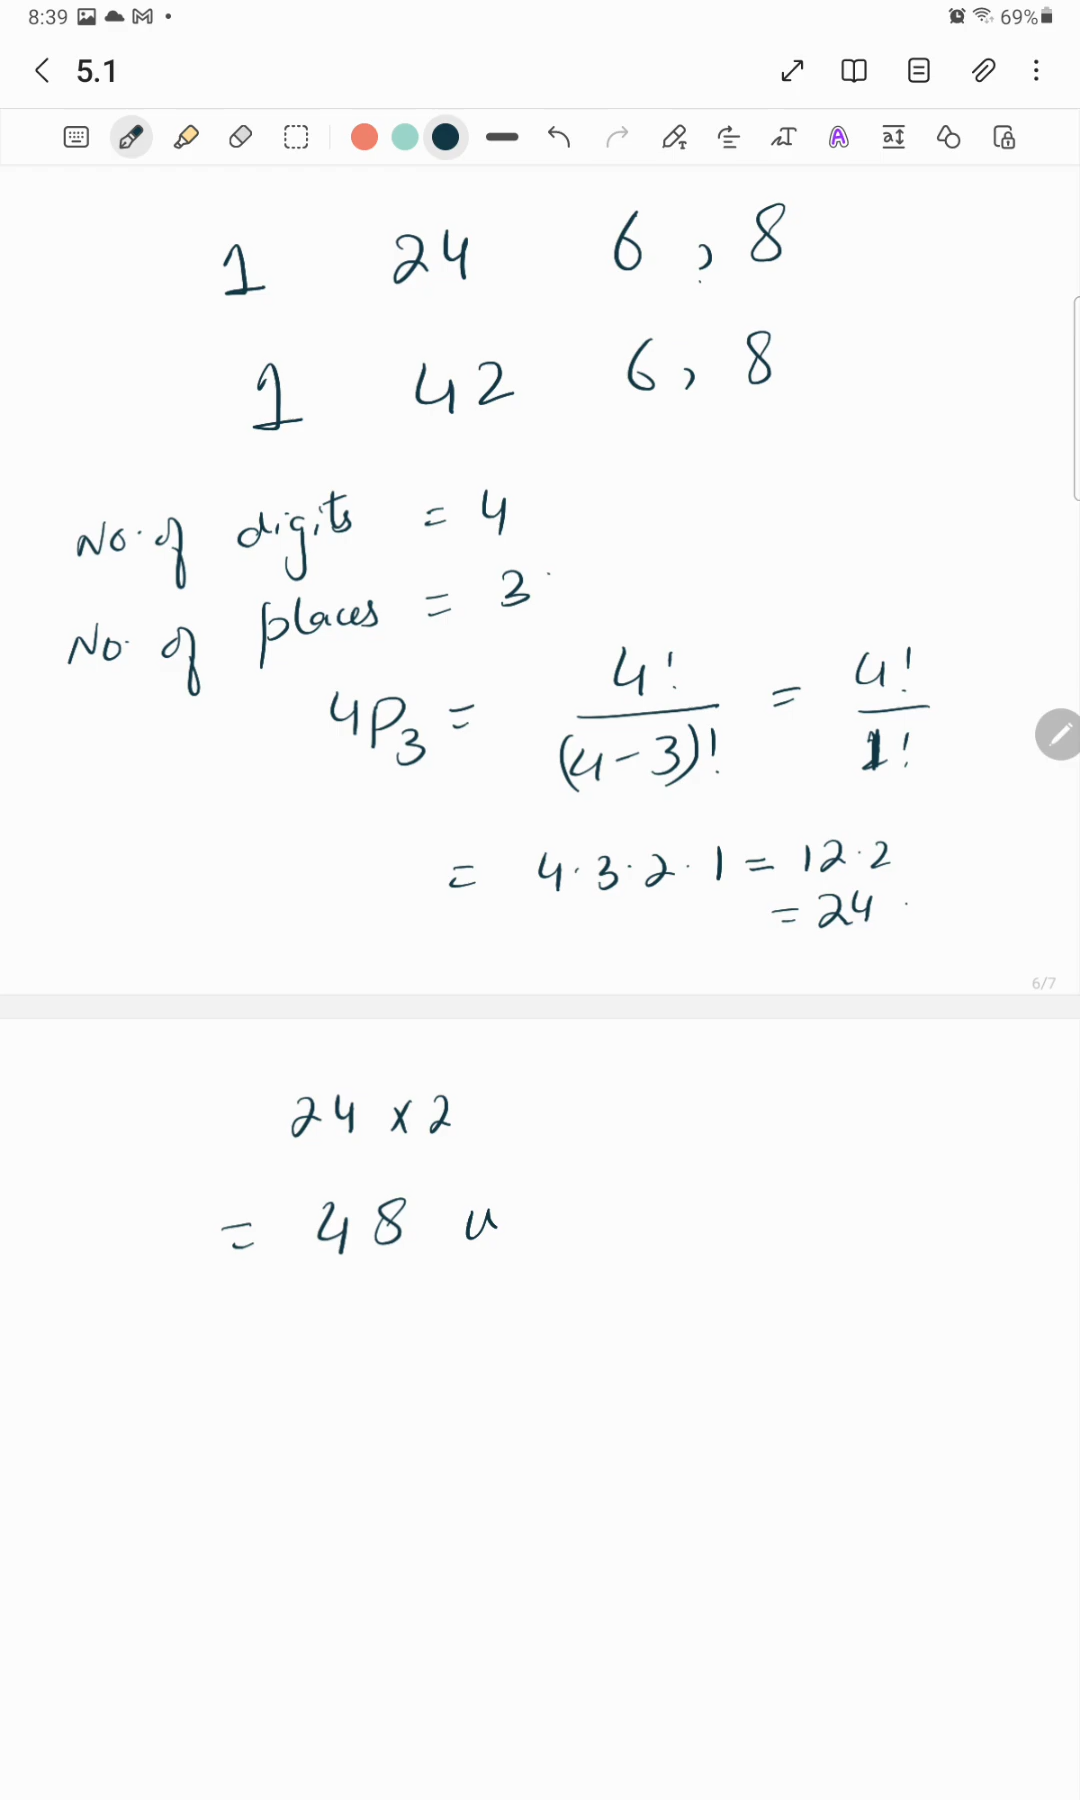 8:39
69%
5.1
1 24 6 , 8
1 42 6 , 8
No. of digits = 4
No. of places = 3
4P3 = 4! / (4-3)! = 4! / 1!
= 4.3.2.1 = 12.2
= 24
6/7
24 x 2
= 48